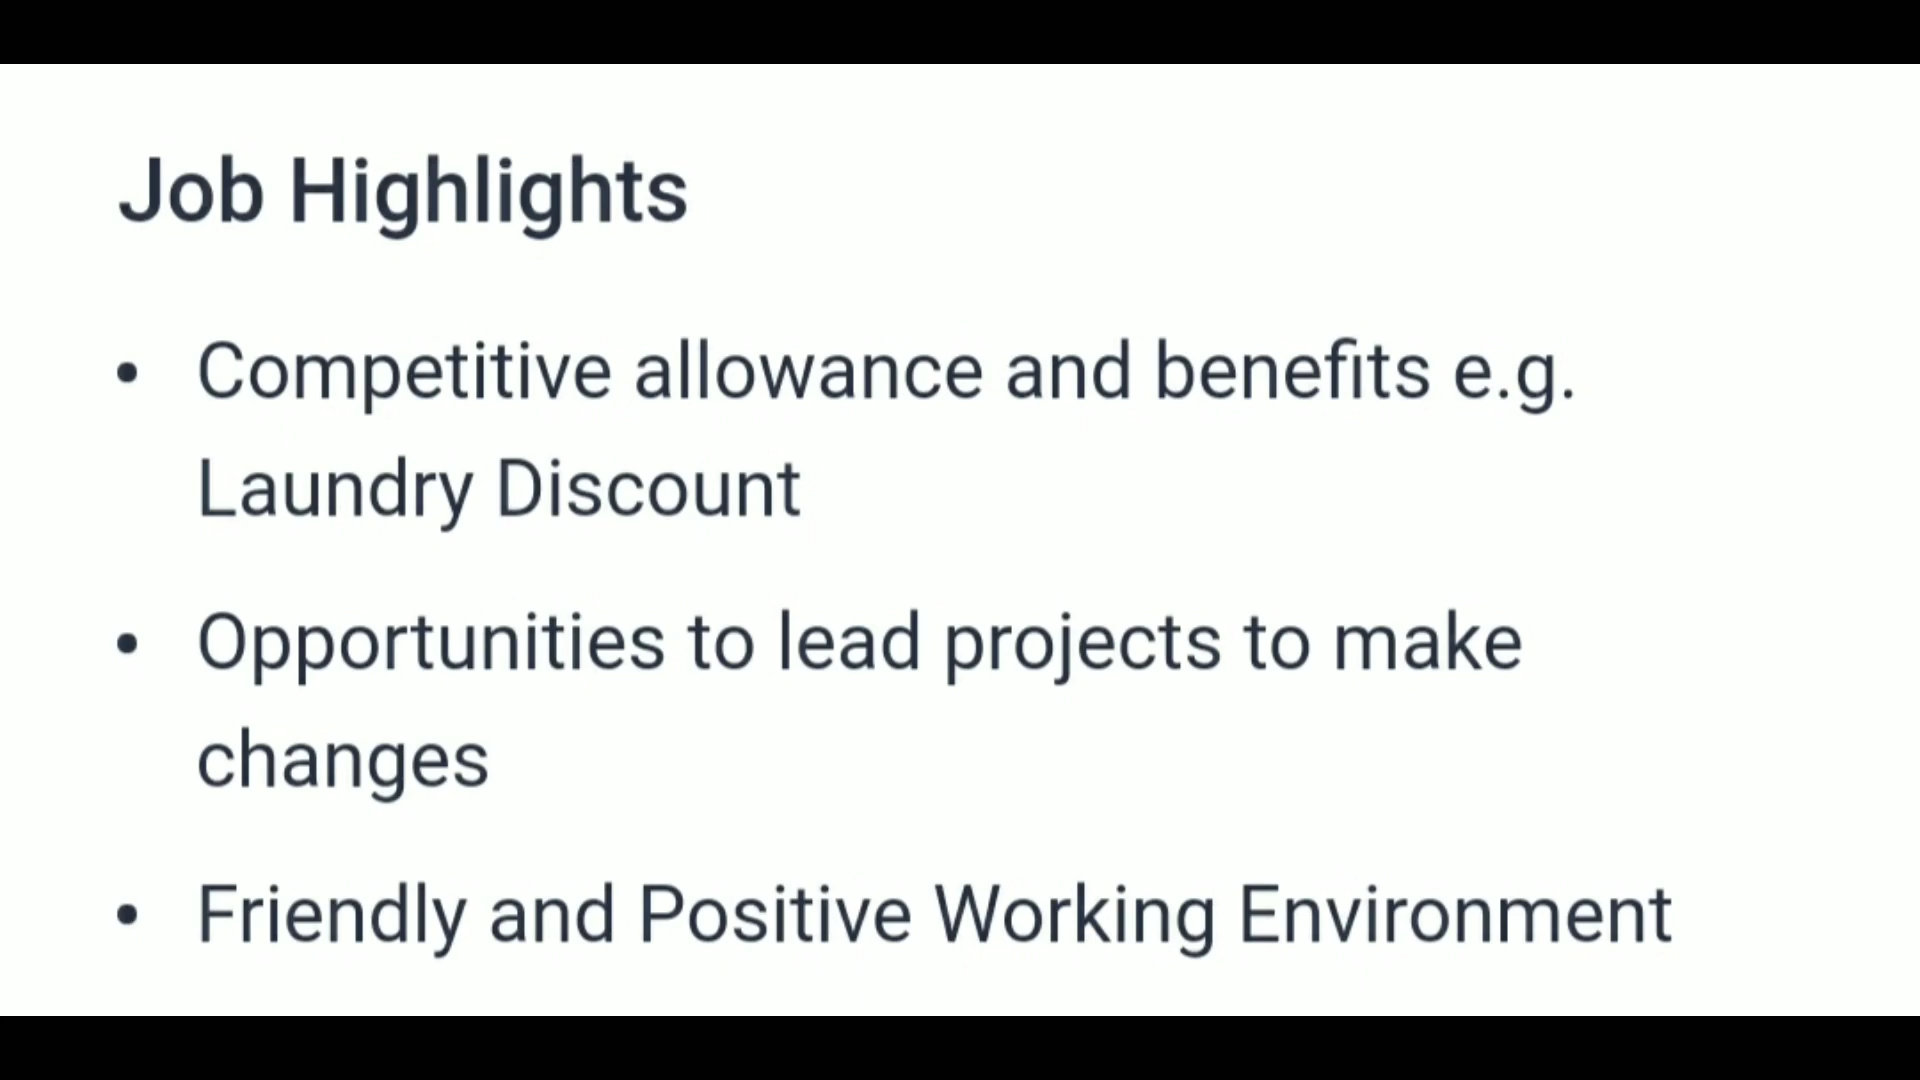 Job Highlights
• Competitive allowance and benefits e.g.
Laundry Discount
• Opportunities to lead projects to make
changes
• Friendly and Positive Working Environment